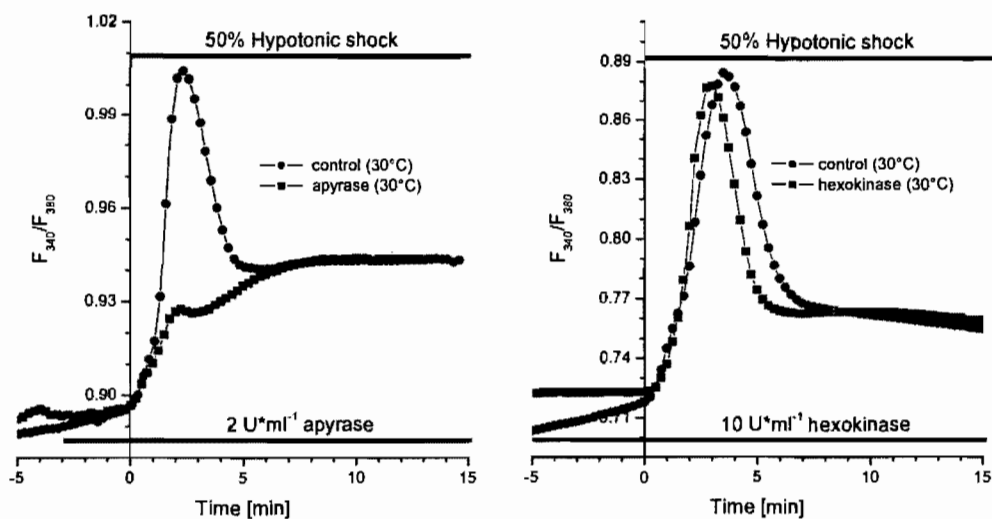 1.02
0.99
0.96
0.93
0.90
F340/F380
50% Hypotonic shock
control (30°C)
apyrase (30°C)
2 U*ml⁻¹ apyrase
-5 0 5 10 15
Time [min]
0.89
0.86
0.83
0.80
0.77
0.74
0.71
F340/F380
50% Hypotonic shock
control (30°C)
hexokinase (30°C)
10 U*ml⁻¹ hexokinase
-5 0 5 10 15
Time [min]